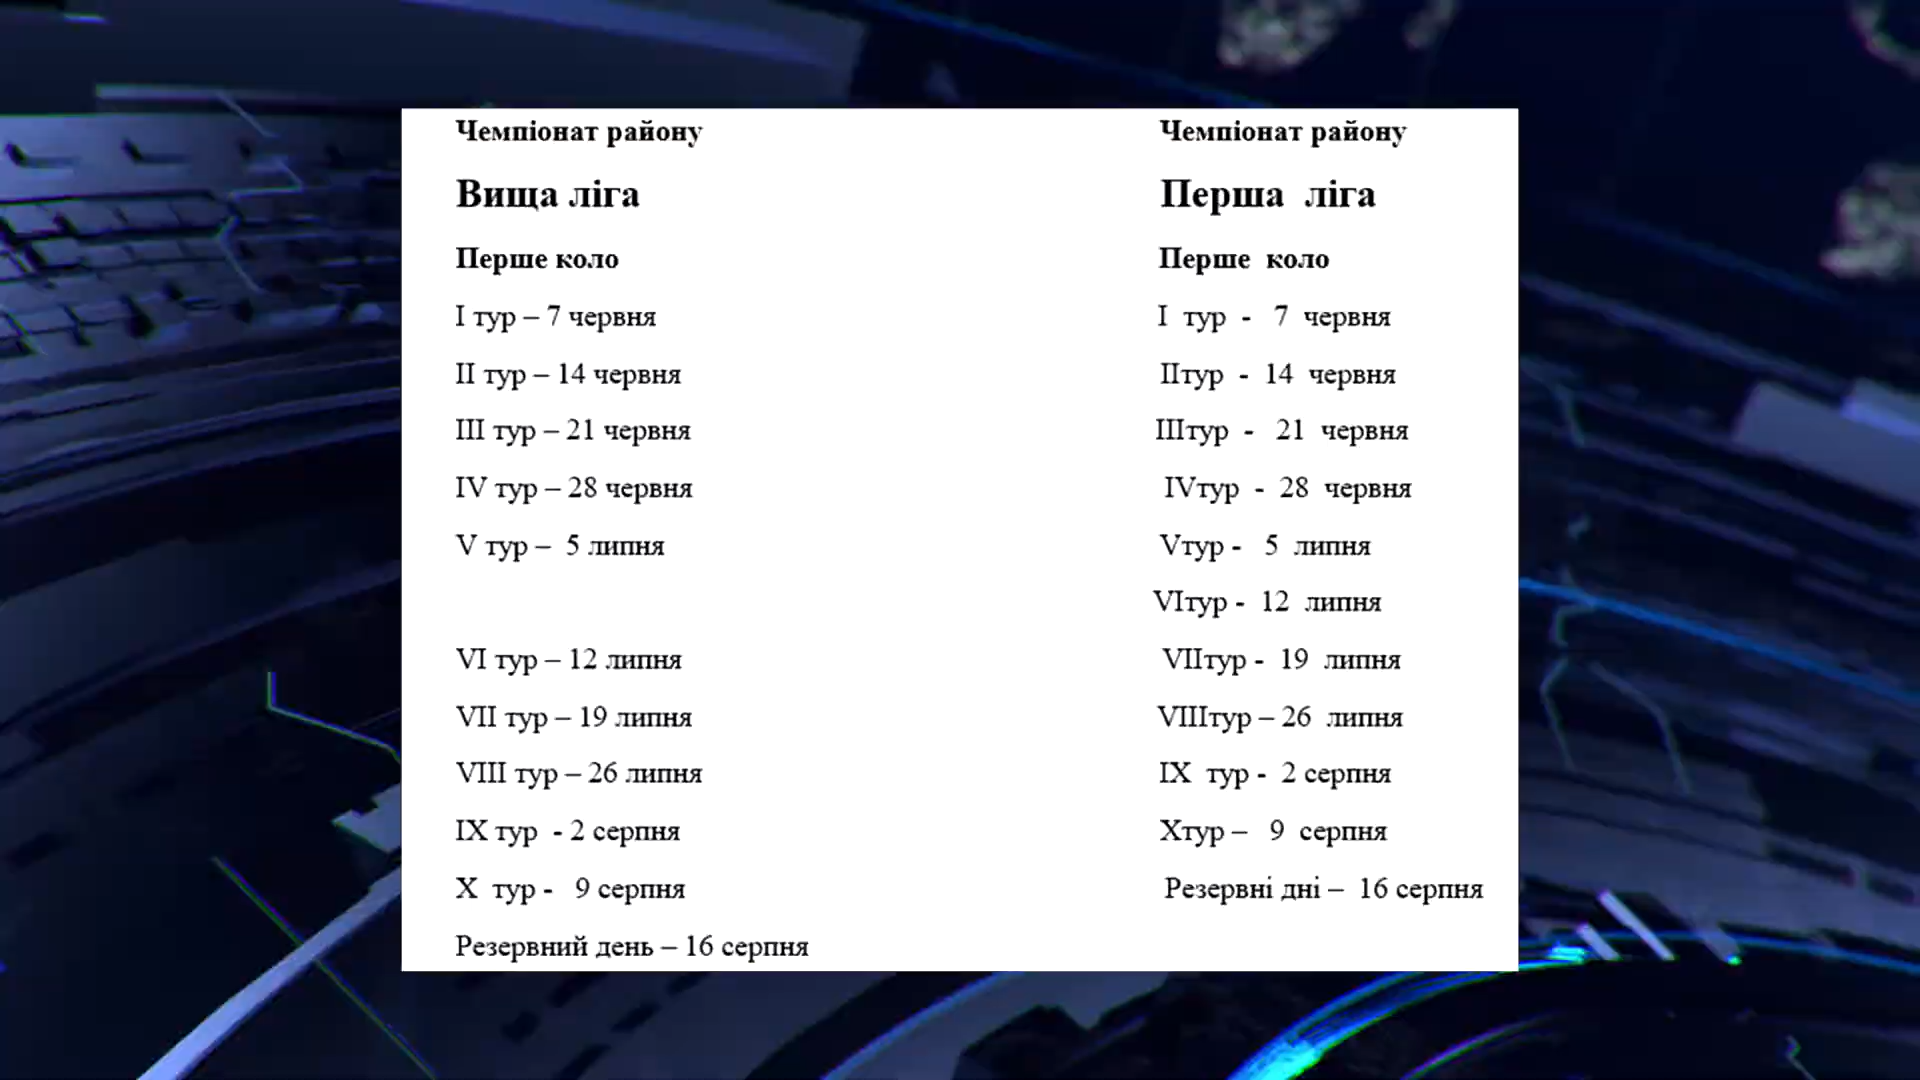 Чемпіонат району
Вища ліга
Перше коло
I тур – 7 червня
II тур – 14 червня
III тур – 21 червня
IV тур – 28 червня
V тур –  5 липня
VI тур – 12 липня
VII тур – 19 липня
VIII тур – 26 липня
IX тур  - 2 серпня
X  тур -   9 серпня
Резервний день – 16 серпня
Чемпіонат району
Перша  ліга
Перше  коло
I  тур  -   7  червня
IIтур  -  14  червня
IIIтур  -   21  червня
IVтур  -  28  червня
Vтур -   5  липня
VIтур -  12  липня
VIIтур -  19  липня
VIIIтур – 26  липня
IX  тур -  2 серпня
Xтур –   9  серпня
Резервні дні –  16 серпня